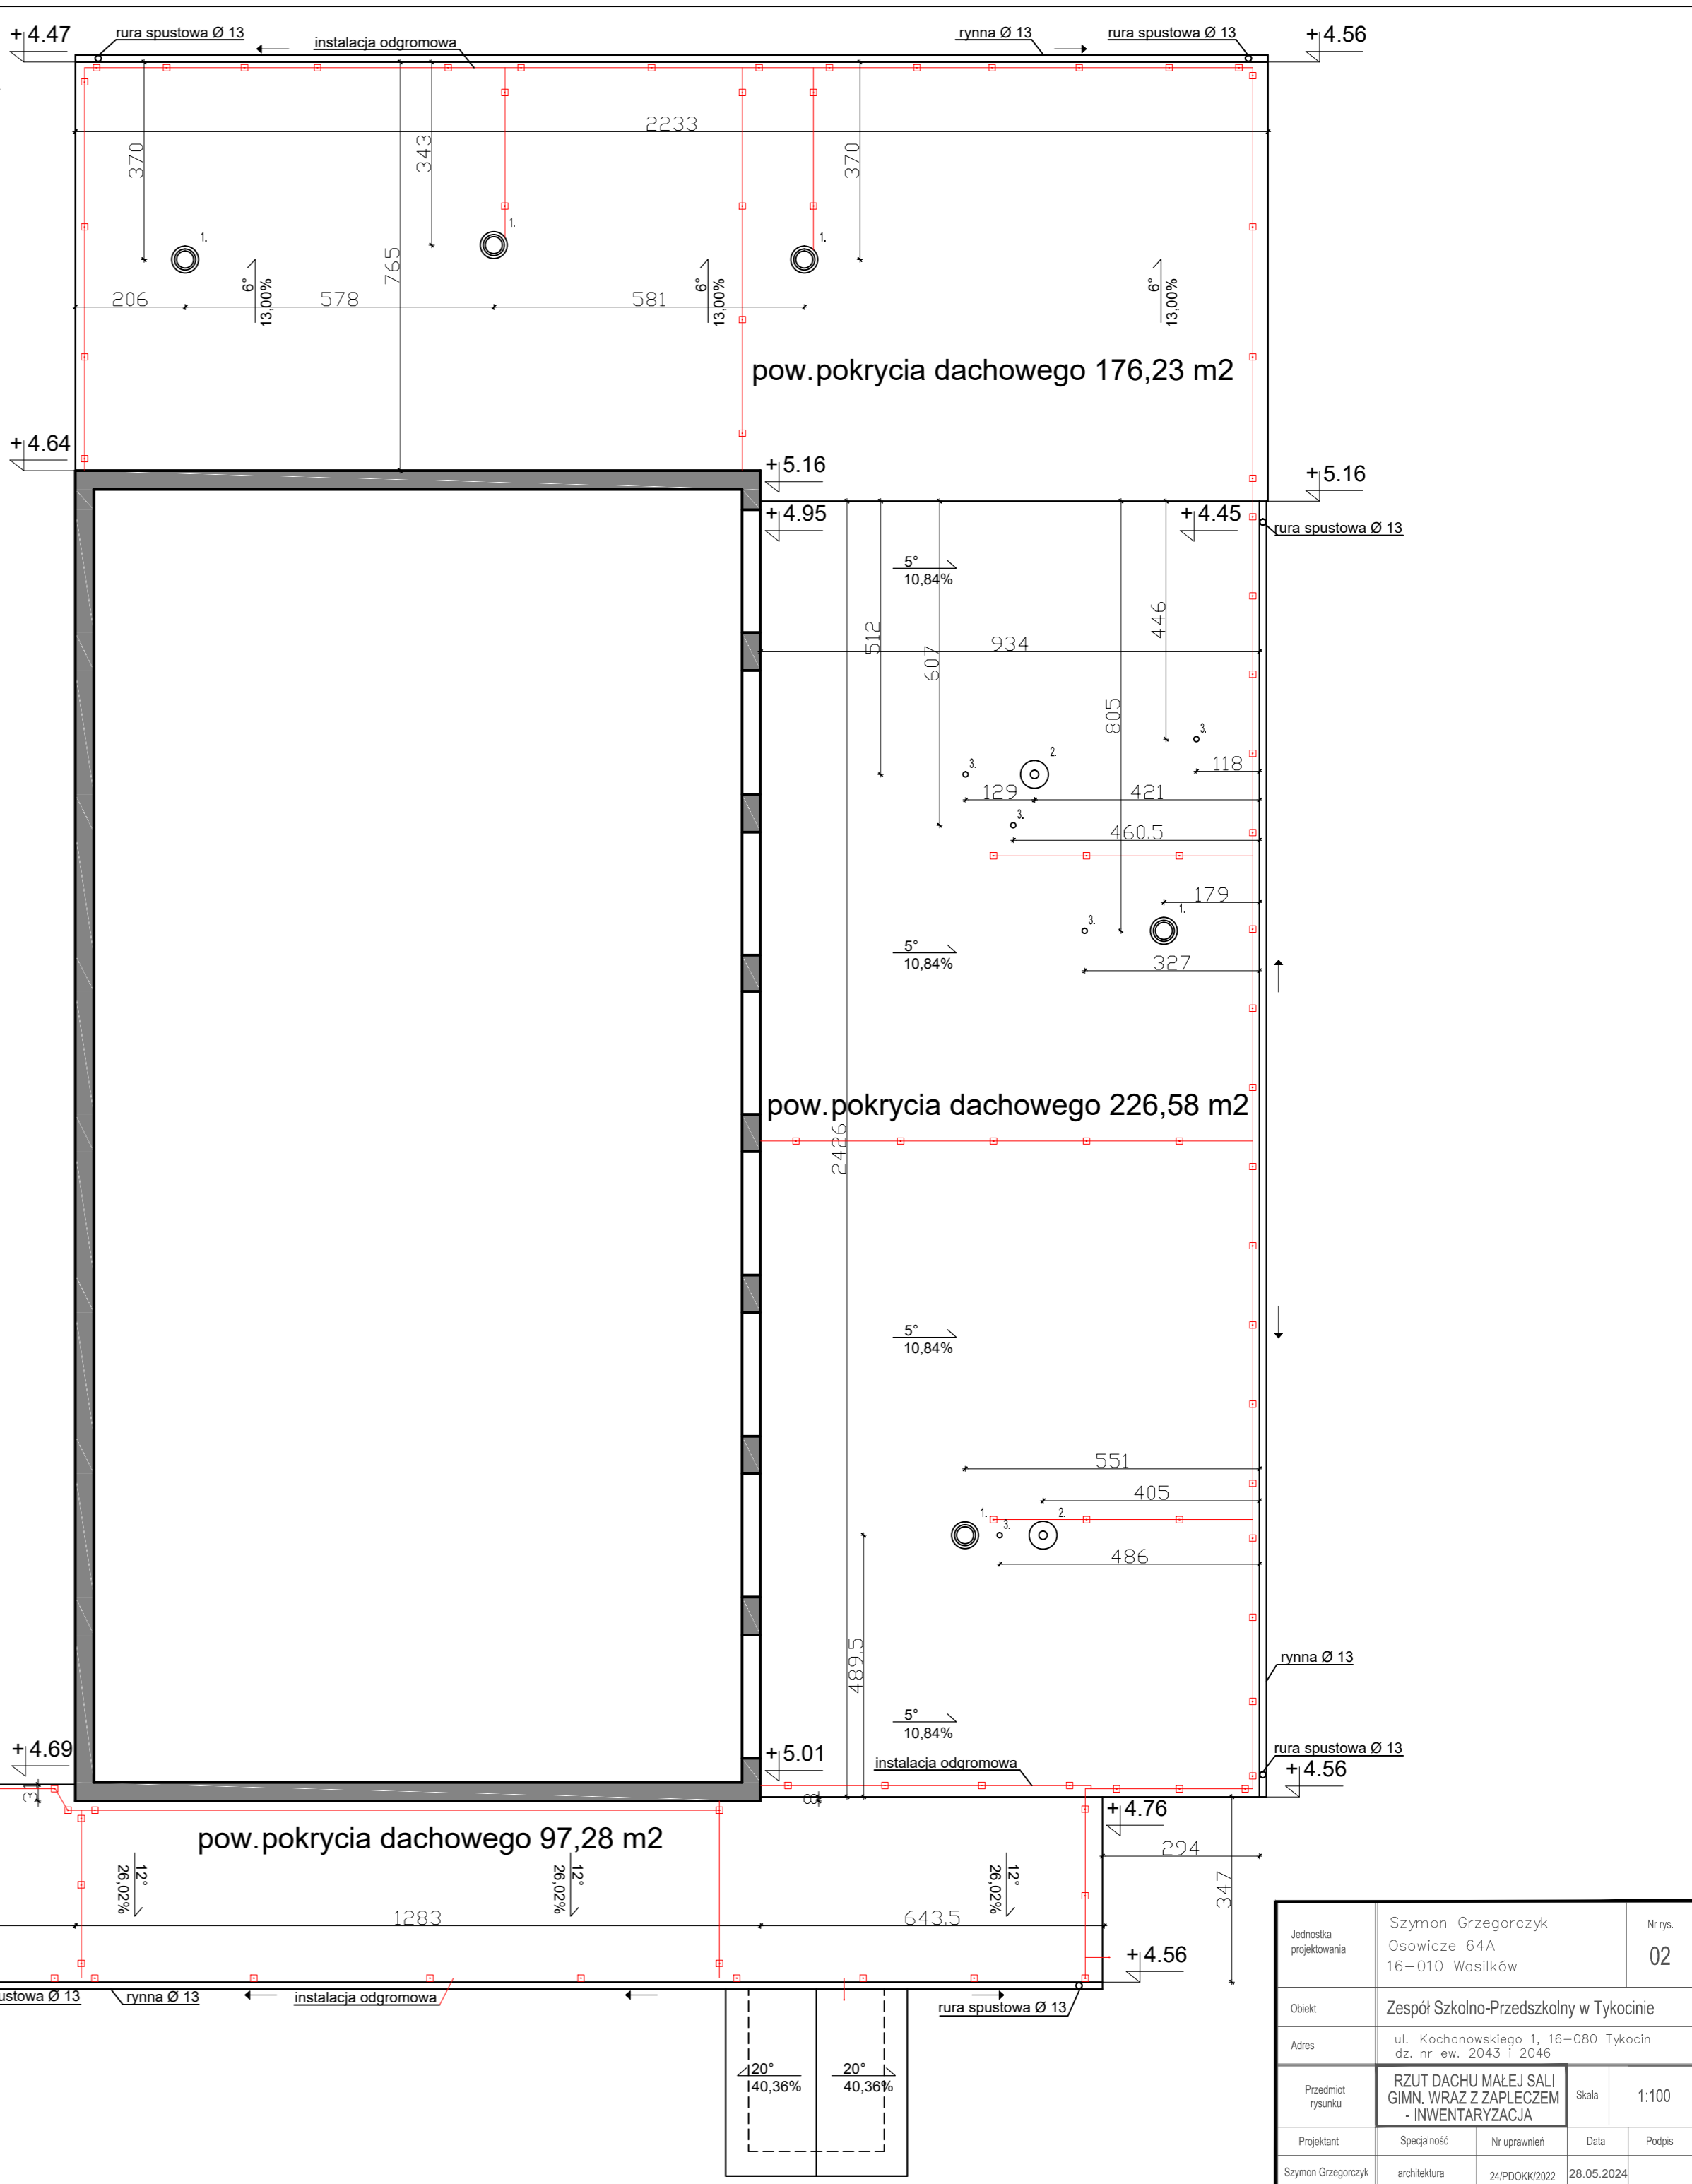 +4.47
rura spustowa Ø 13
instalacja odgromowa
rynna Ø 13
rura spustowa Ø 13
+4.56
2233
370
343
370
765
1.
1.
1.
6°
13,00%
6°
13,00%
6°
13,00%
206
578
581
pow.pokrycia dachowego 176,23 m2
+4.64
+5.16
+5.16
+4.95
+4.45
rura spustowa Ø 13
5°
10,84%
512
607
934
446
805
3.
2.
3.
118
129
421
3.
460.5
179
1.
3.
5°
10,84%
327
pow.pokrycia dachowego 226,58 m2
2426
5°
10,84%
551
405
1.
3.
2.
486
489.5
rynna Ø 13
5°
10,84%
+4.69
+5.01
instalacja odgromowa
rura spustowa Ø 13
+4.56
31
8
+4.76
pow.pokrycia dachowego 97,28 m2
294
347
12°
26,02%
12°
26,02%
12°
26,02%
1283
643.5
+4.56
ustowa Ø 13
rynna Ø 13
instalacja odgromowa
rura spustowa Ø 13
20°
40,36%
20°
40,36%
Jednostka
projektowania
Szymon Grzegorczyk
Osowicze 64A
16-010 Wasilków
Nr rys.
02
Obiekt
Zespół Szkolno-Przedszkolny w Tykocinie
Adres
ul. Kochanowskiego 1, 16-080 Tykocin
dz. nr ew. 2043 i 2046
Przedmiot
rysunku
RZUT DACHU MAŁEJ SALI
GIMN. WRAZ Z ZAPLECZEM
- INWENTARYZACJA
Skala
1:100
Projektant
Specjalność
Nr uprawnień
Data
Podpis
Szymon Grzegorczyk
architektura
24/PDOKK/2022
28.05.2024